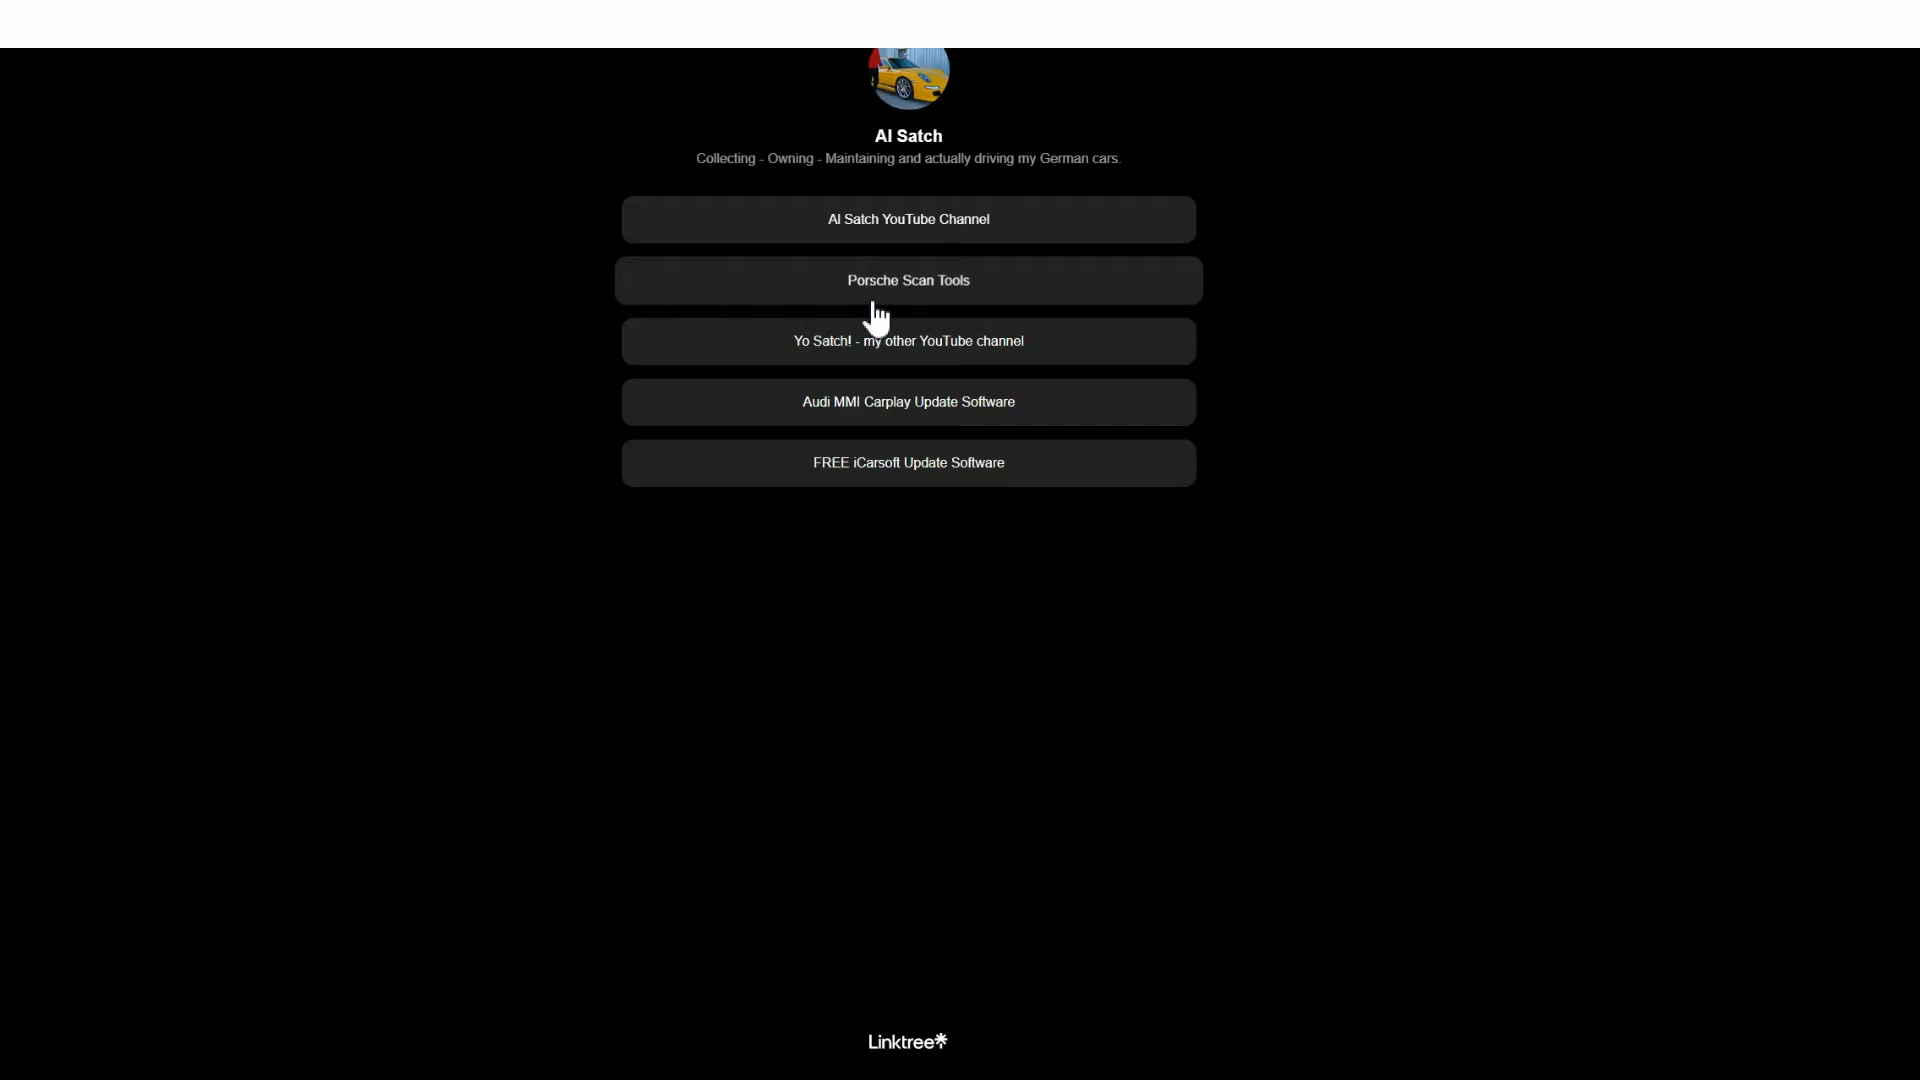 Al Satch
Collecting - Owning - Maintaining and actually driving my German cars.
Al Satch YouTube Channel
Porsche Scan Tools
Yo Satch! - my other YouTube channel
Audi MMI Carplay Update Software
FREE iCarsoft Update Software
Linktree